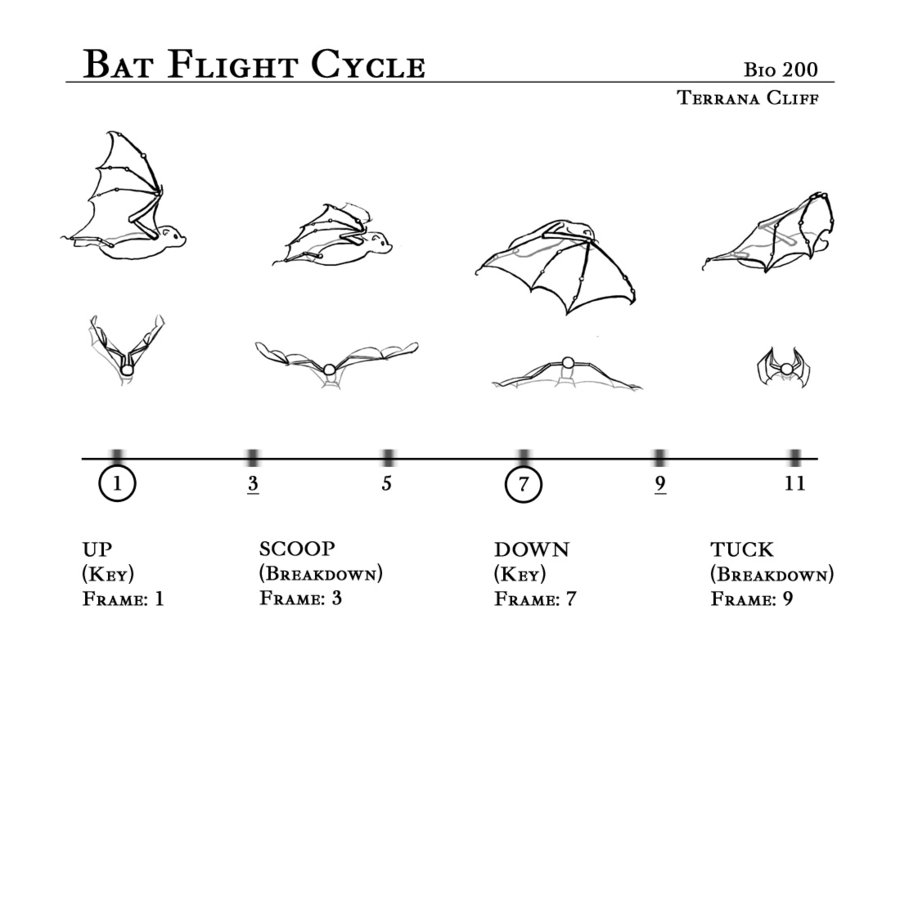 Bat Flight Cycle
Bio 200
Terrana Cliff
1 3 5 7 9 11
UP
(Key)
Frame: 1
SCOOP
(Breakdown)
Frame: 3
DOWN
(Key)
Frame: 7
TUCK
(Breakdown)
Frame: 9